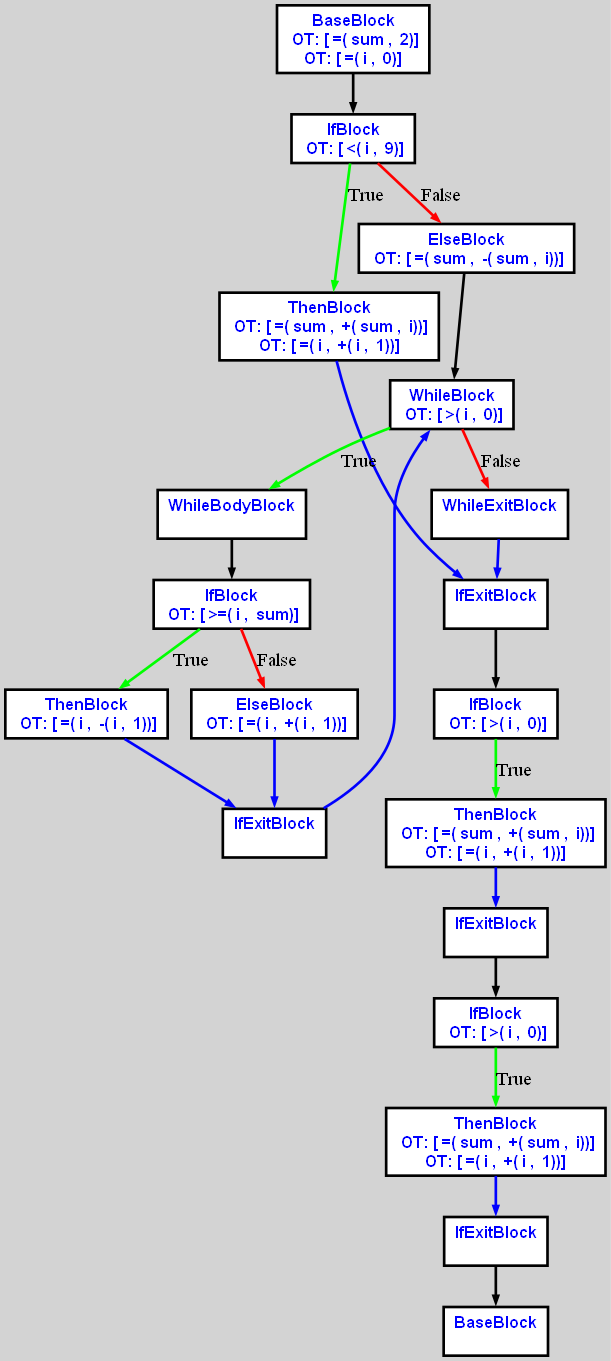 BaseBlock
OT: [ =( sum , 2)]
OT: [ =( i , 0)]
IfBlock
OT: [ <( i , 9)]
True
False
ElseBlock
OT: [ =( sum , -( sum , i))]
ThenBlock
OT: [ =( sum , +( sum , i))]
OT: [ =( i , +( i , 1))]
WhileBlock
OT: [ >( i , 0)]
True
False
WhileBodyBlock
WhileExitBlock
IfBlock
OT: [ >=( i , sum)]
IfExitBlock
True
False
ThenBlock
OT: [ =( i , -( i , 1))]
ElseBlock
OT: [ =( i , +( i , 1))]
IfBlock
OT: [ >( i , 0)]
True
IfExitBlock
ThenBlock
OT: [ =( sum , +( sum , i))]
OT: [ =( i , +( i , 1))]
IfExitBlock
IfBlock
OT: [ >( i , 0)]
True
ThenBlock
OT: [ =( sum , +( sum , i))]
OT: [ =( i , +( i , 1))]
IfExitBlock
BaseBlock